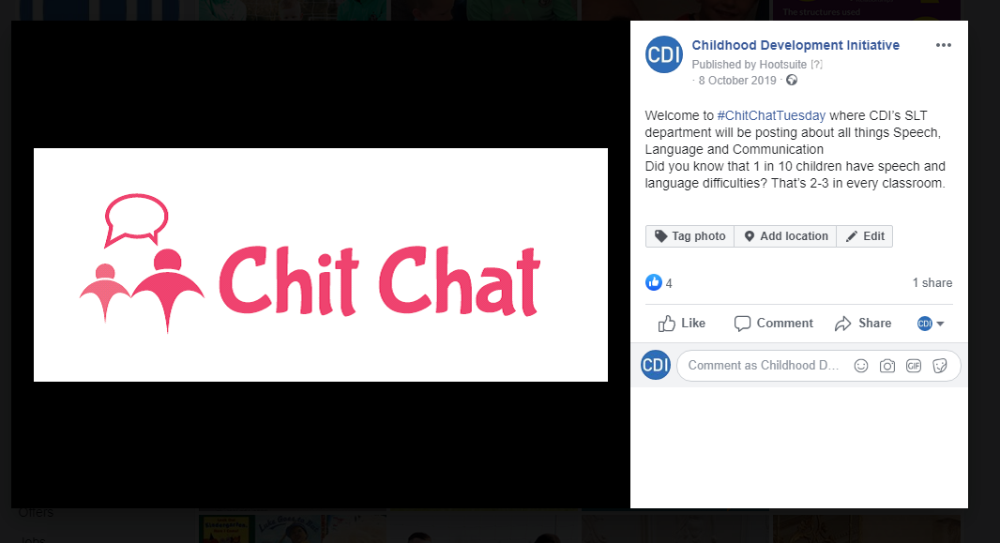 The structures used
CDI
Childhood Development Initiative
Published by Hootsuite [?]
· 8 October 2019 ·
Welcome to #ChitChatTuesday where CDI's SLT
department will be posting about all things Speech,
Language and Communication
Did you know that 1 in 10 children have speech and
language difficulties? That's 2-3 in every classroom.
Chit Chat
Tag photo Add location Edit
4 1 share
Like Comment Share CDI
CDI Comment as Childhood D... GIF
Offers
Jobs